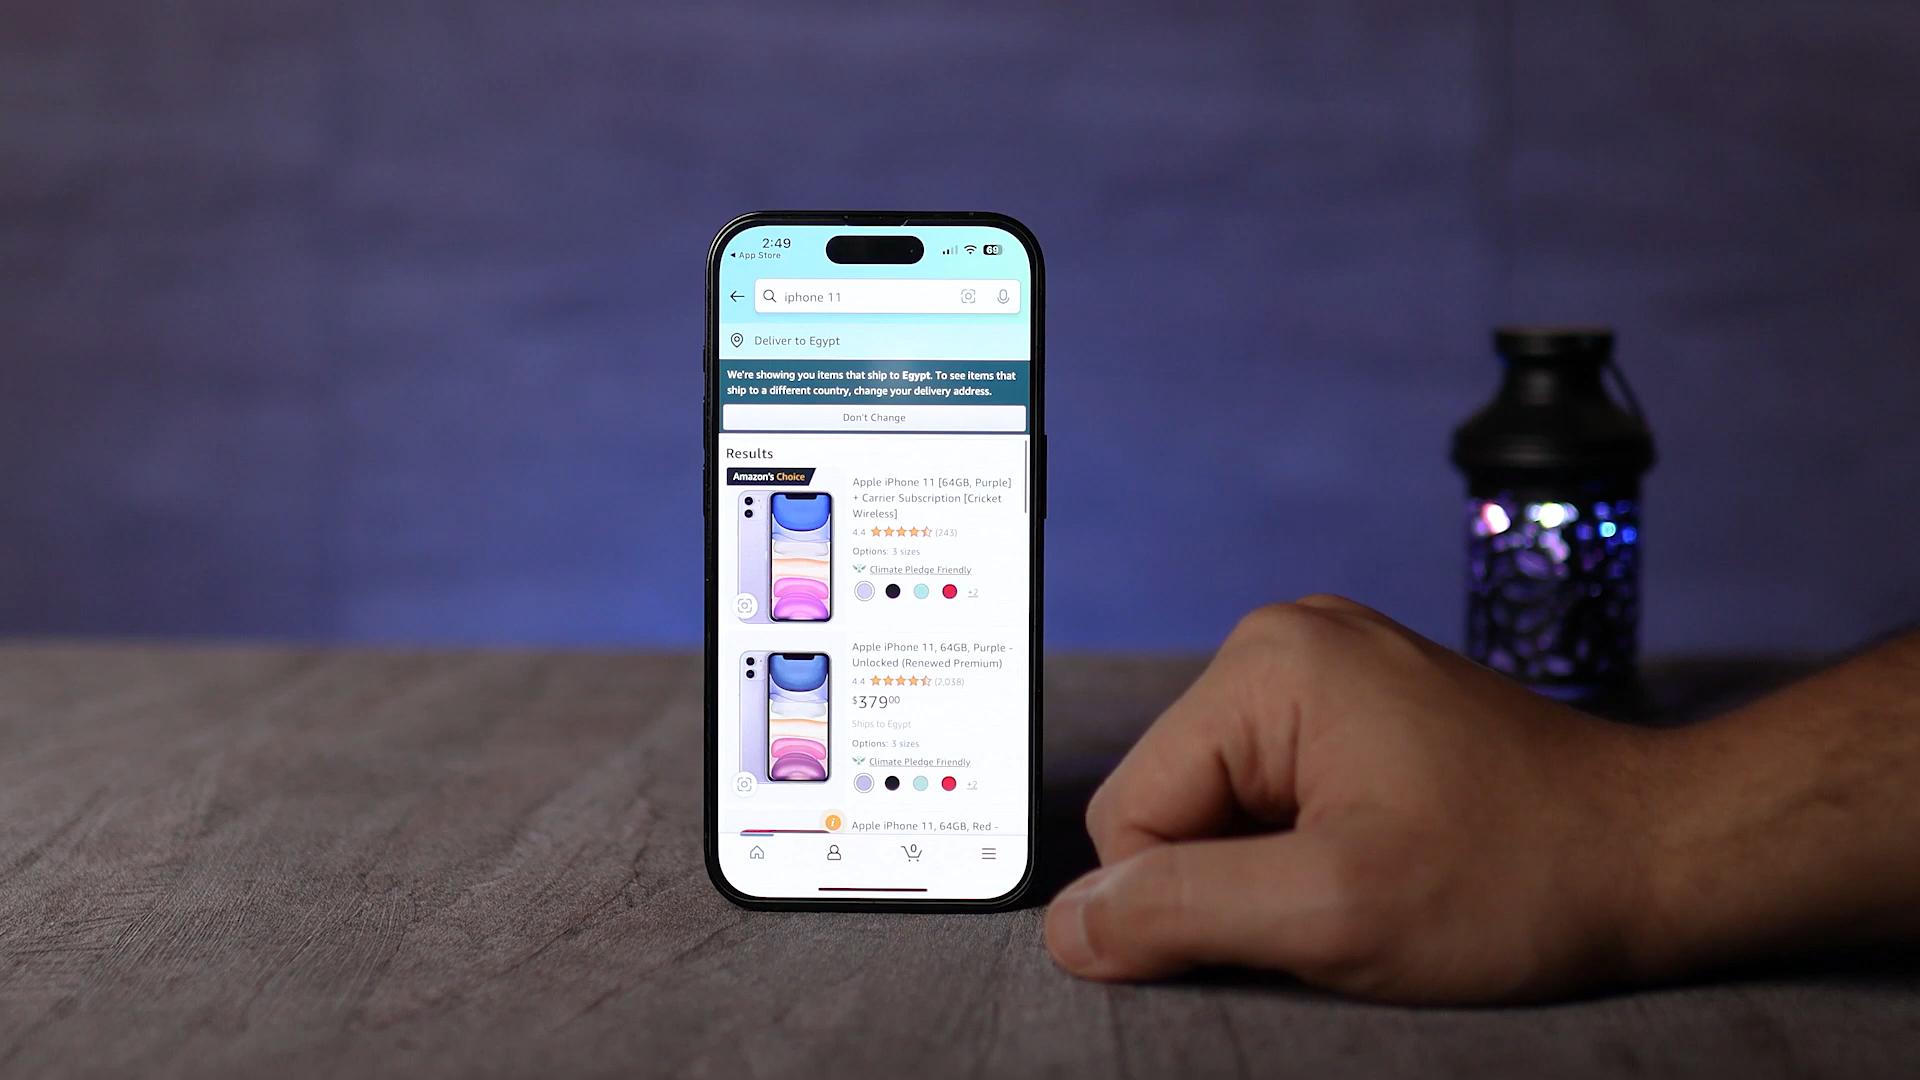 2:49
69
◂ App Store
iphone 11
Deliver to Egypt
We're showing you items that ship to Egypt. To see items that
ship to a different country, change your delivery address.
Don't Change
Results
Amazon's Choice
Apple iPhone 11 [64GB, Purple]
+ Carrier Subscription [Cricket
Wireless]
4.4 (243)
Options: 3 sizes
Climate Pledge Friendly
+2
Apple iPhone 11, 64GB, Purple -
Unlocked (Renewed Premium)
4.4 (2,038)
$37900
Ships to Egypt
Options: 3 sizes
Climate Pledge Friendly
+2
Apple iPhone 11, 64GB, Red -
0